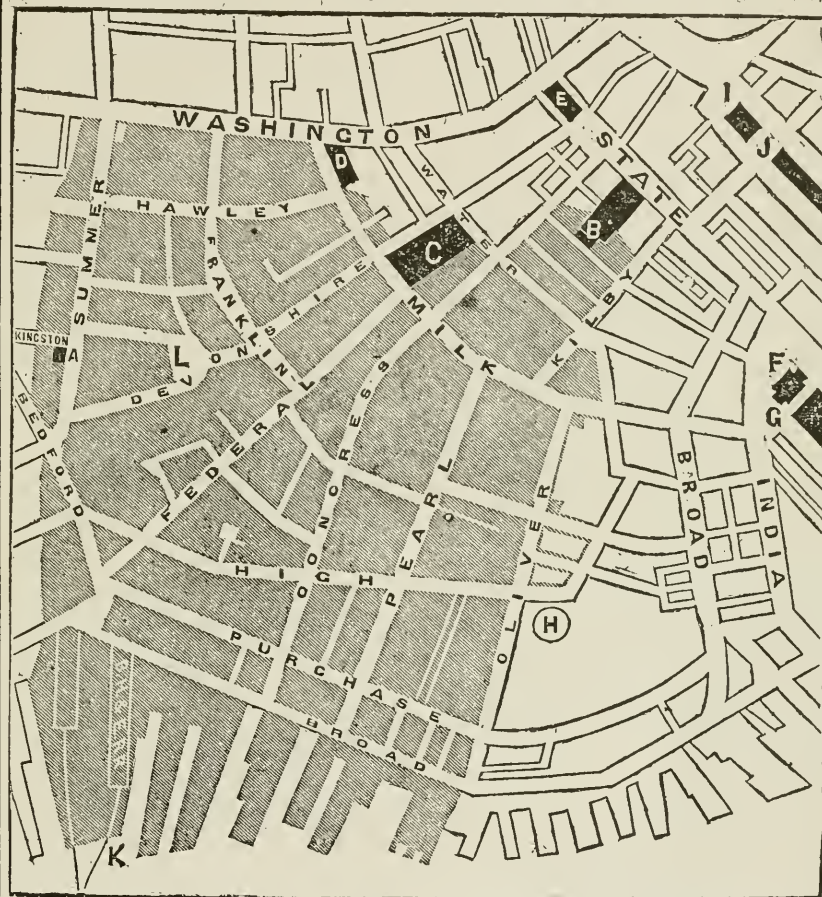 WASHINGTON
E
I
J
STATE
D
WATER
B
HAWLEY
C
SUMMER
FRANKLIN
DEVONSHIRE
MILK
KILBY
KINGSTON
A
L
F
G
BEDFORD
FEDERAL
CONGRESS
PEARL
OLIVER
BROAD
INDIA
HIGH
H
PURCHASE
BROAD
K